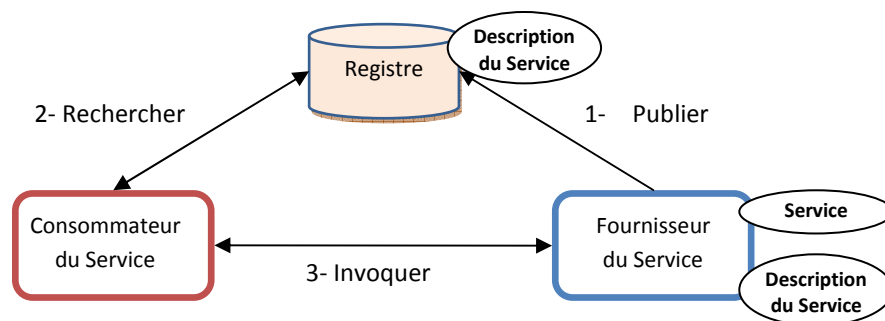 Description
du Service
Registre
2- Rechercher
1- Publier
Consommateur
du Service
Fournisseur
du Service
Service
3- Invoquer
Description
du Service